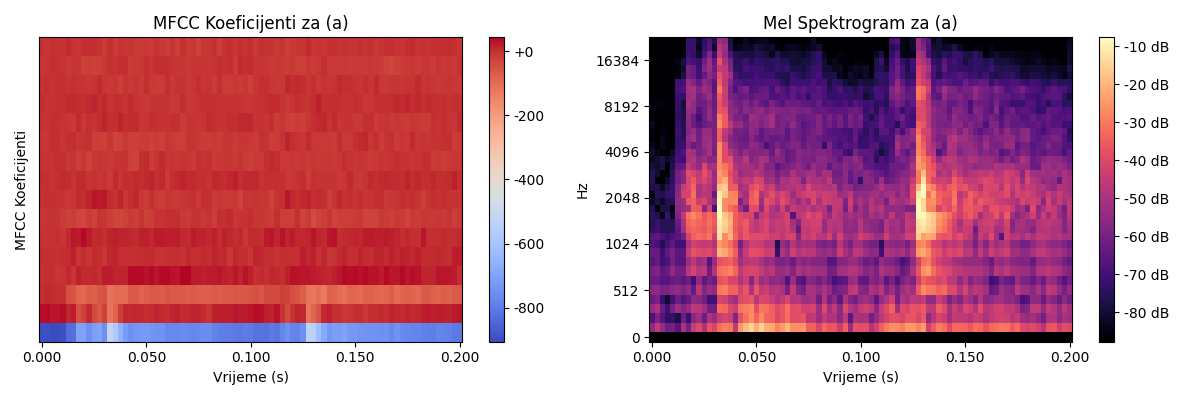 MFCC Koeficijenti za (a)
MFCC Koeficijenti
+0
-200
-400
-600
-800
0.000 0.050 0.100 0.150 0.200
Vrijeme (s)
Mel Spektrogram za (a)
Hz
16384
8192
4096
2048
1024
512
0
-10 dB
-20 dB
-30 dB
-40 dB
-50 dB
-60 dB
-70 dB
-80 dB
0.000 0.050 0.100 0.150 0.200
Vrijeme (s)